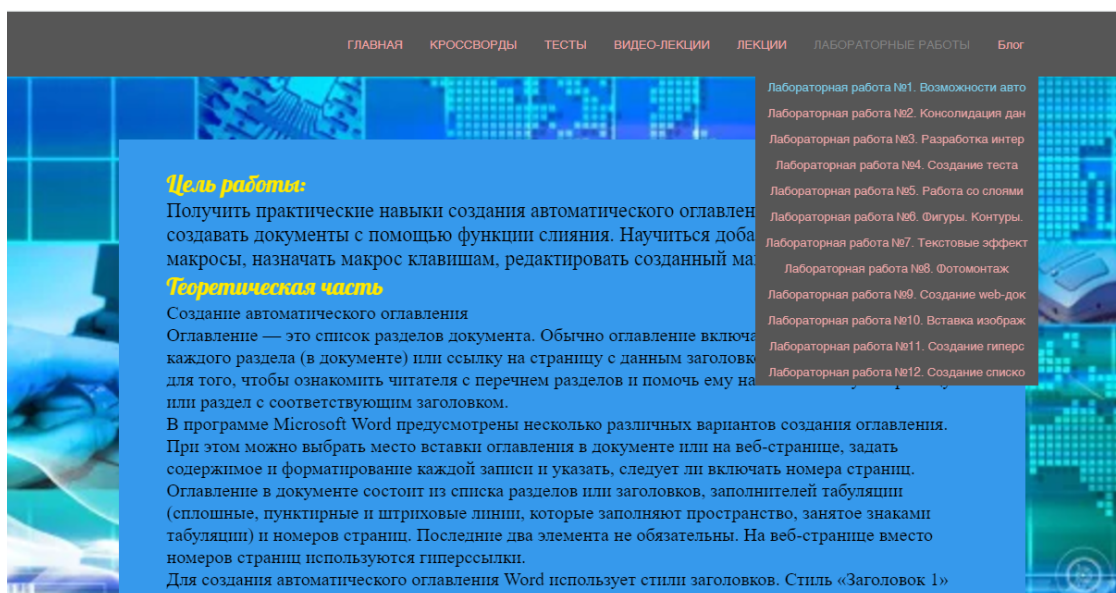 ГЛАВНАЯ КРОССВОРДЫ ТЕСТЫ ВИДЕО-ЛЕКЦИИ ЛЕКЦИИ ЛАБОРАТОРНЫЕ РАБОТЫ Блог
Лабораторная работа №1. Возможности авто
Лабораторная работа №2. Консолидация дан
Лабораторная работа №3. Разработка интер
Лабораторная работа №4. Создание теста
Лабораторная работа №5. Работа со слоями
Лабораторная работа №6. Фигуры. Контуры.
Лабораторная работа №7. Текстовые эффект
Лабораторная работа №8. Фотомонтаж
Лабораторная работа №9. Создание web-док
Лабораторная работа №10. Вставка изображ
Лабораторная работа №11. Создание гиперс
Лабораторная работа №12. Создание списко
Цель работы:
Получить практические навыки создания автоматического оглавлен
создавать документы с помощью функции слияния. Научиться доба
макросы, назначать макрос клавишам, редактировать созданный ма
Теоретическая часть
Создание автоматического оглавления
Оглавление — это список разделов документа. Обычно оглавление включа
каждого раздела (в документе) или ссылку на страницу с данным заголовк
для того, чтобы ознакомить читателя с перечнем разделов и помочь ему на
или раздел с соответствующим заголовком.
В программе Microsoft Word предусмотрены несколько различных вариантов создания оглавления.
При этом можно выбрать место вставки оглавления в документе или на веб-странице, задать
содержимое и форматирование каждой записи и указать, следует ли включать номера страниц.
Оглавление в документе состоит из списка разделов или заголовков, заполнителей табуляции
(сплошные, пунктирные и штриховые линии, которые заполняют пространство, занятое знаками
табуляции) и номеров страниц. Последние два элемента не обязательны. На веб-странице вместо
номеров страниц используются гиперссылки.
Для создания автоматического оглавления Word использует стили заголовков. Стиль «Заголовок 1»